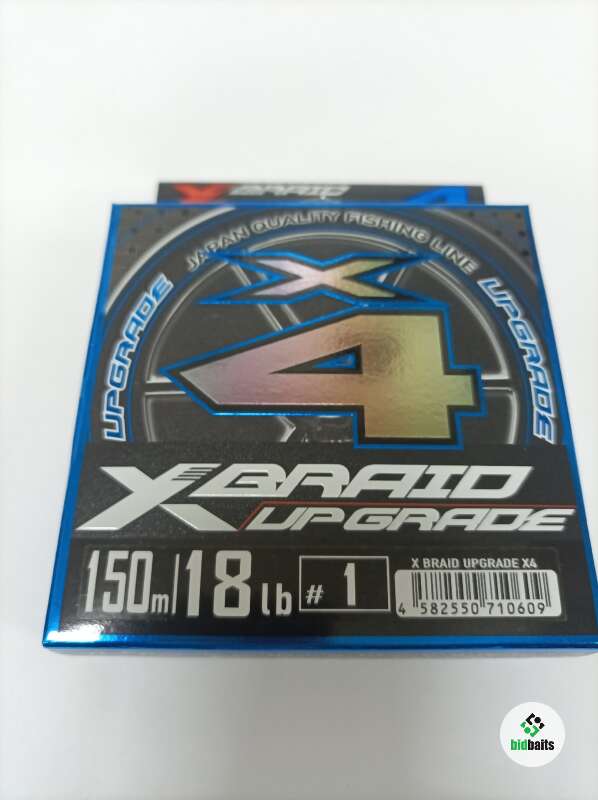 X BRAID 4
JAPAN QUALITY FISHING LINE
UPGRADE
UPGRADE
X
4
X BRAID
UPGRADE
150m/18lb
# 1
X BRAID UPGRADE X4
4 582550 710609
bidbaits